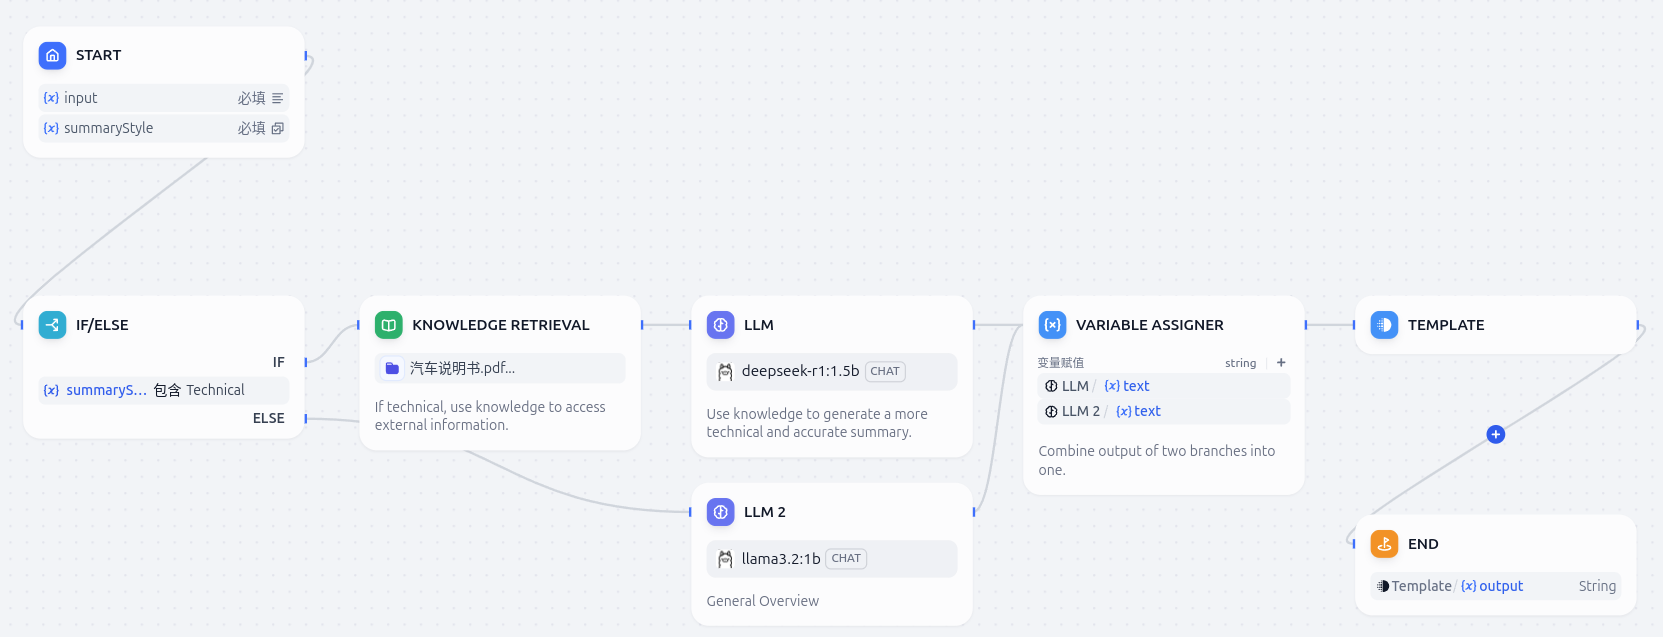 START
{x} input 必填
{x} summaryStyle 必填
IF/ELSE
IF
{x} summaryS... 包含 Technical
ELSE
KNOWLEDGE RETRIEVAL
汽车说明书.pdf...
If technical, use knowledge to access
external information.
LLM
deepseek-r1:1.5b CHAT
Use knowledge to generate a more
technical and accurate summary.
LLM 2
llama3.2:1b CHAT
General Overview
VARIABLE ASSIGNER
变量赋值 string +
LLM / {x} text
LLM 2 / {x} text
Combine output of two branches into
one.
TEMPLATE
END
Template / {x} output String